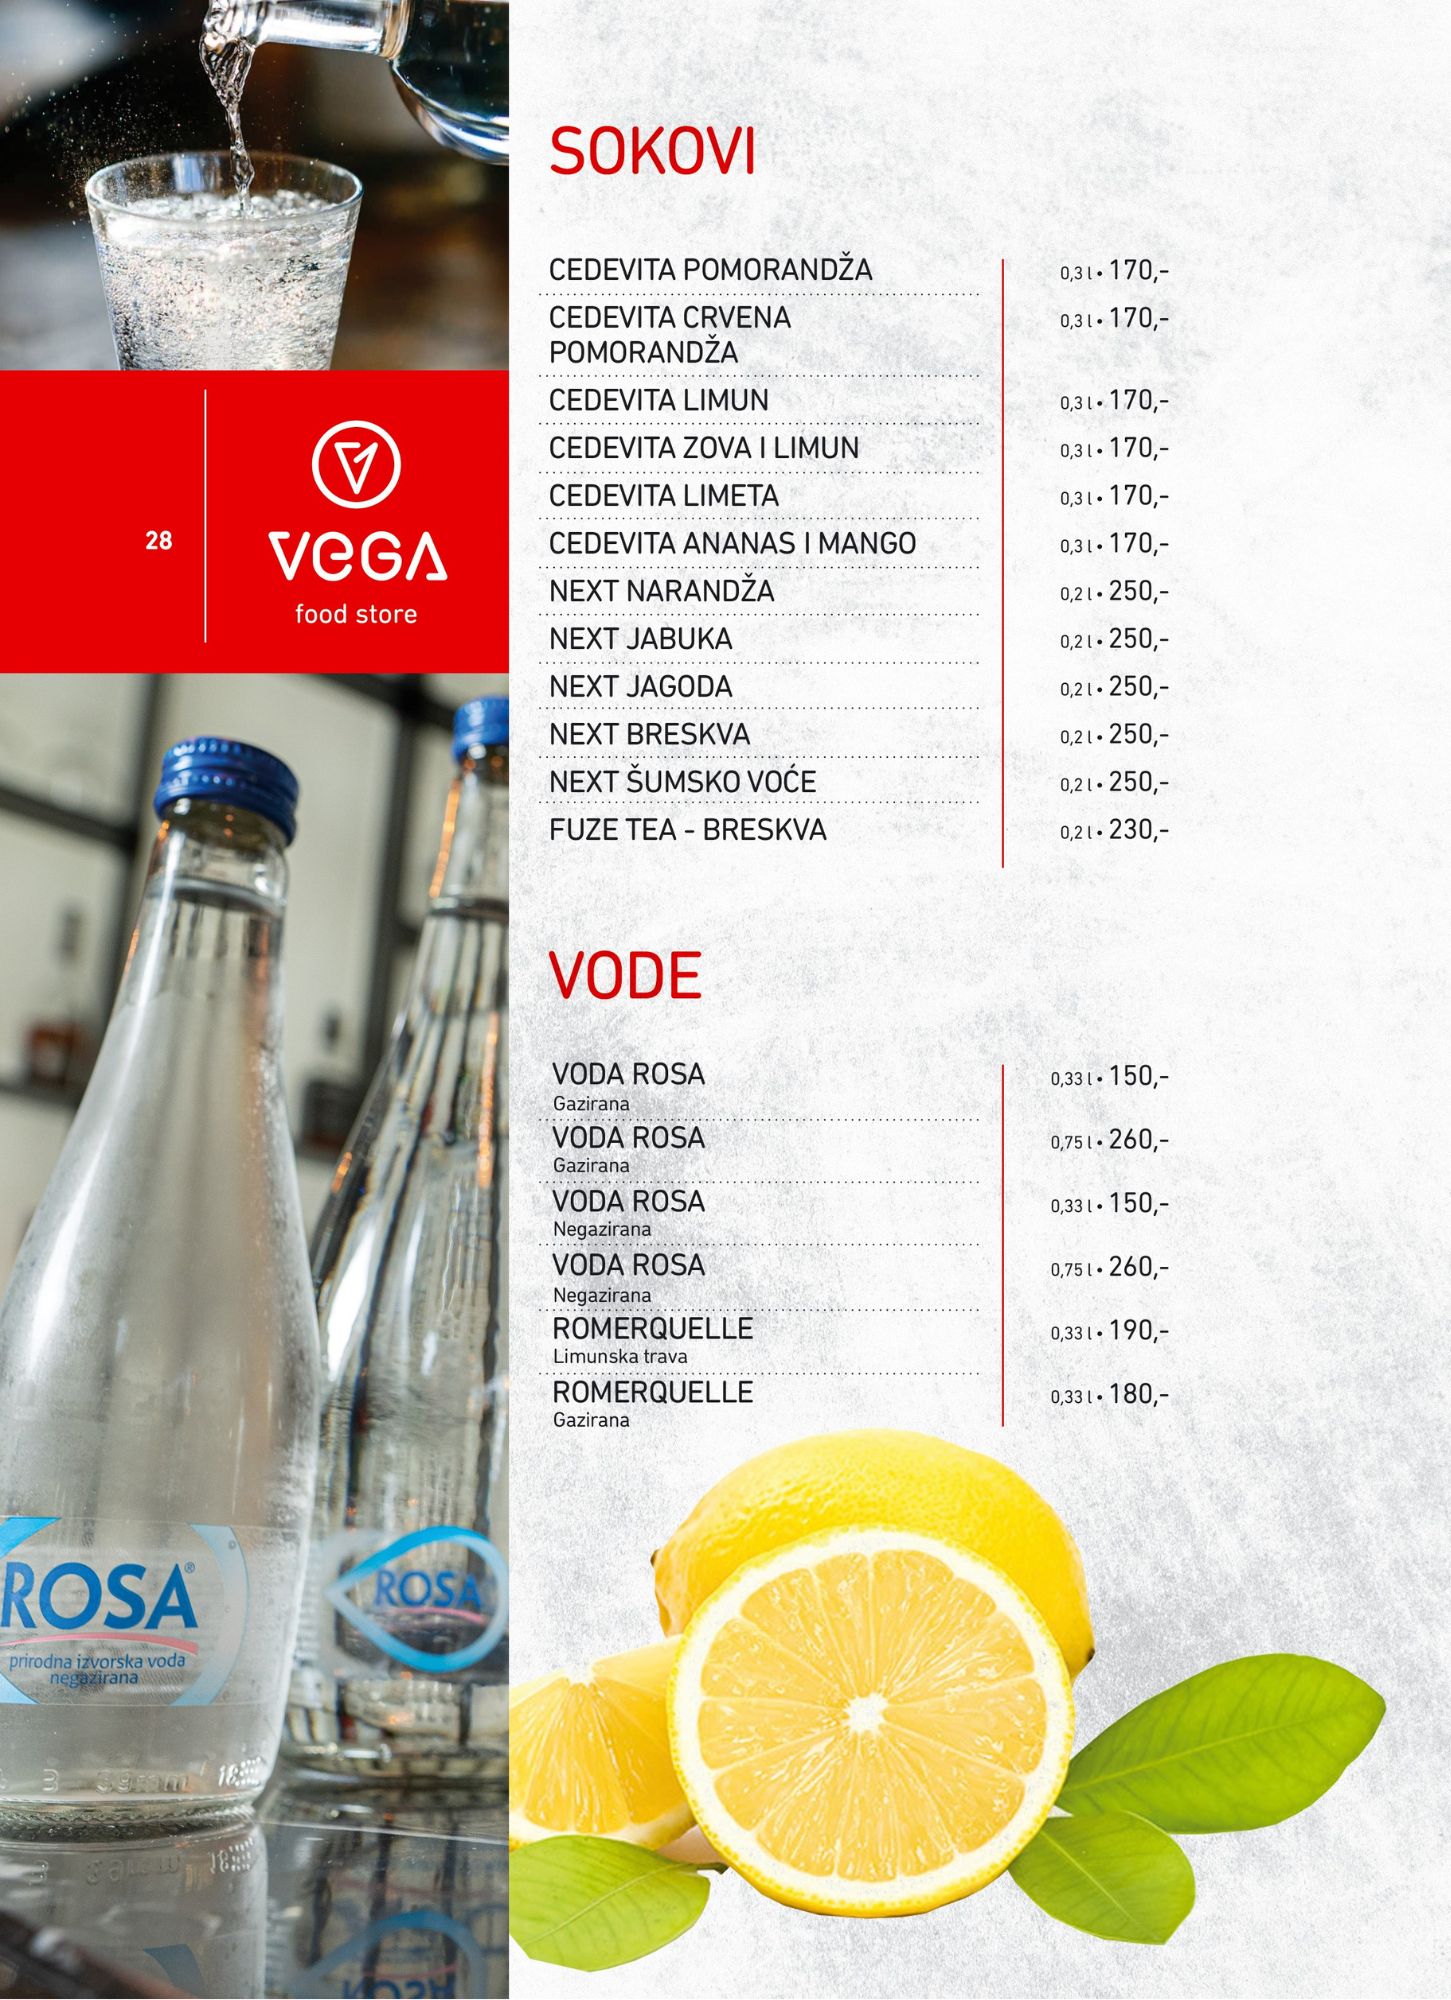 28
VEGA
food store
SOKOVI
CEDEVITA POMORANDŽA 0,3 l • 170,-
CEDEVITA CRVENA 0,3 l • 170,-
POMORANDŽA
CEDEVITA LIMUN 0,3 l • 170,-
CEDEVITA ZOVA I LIMUN 0,3 l • 170,-
CEDEVITA LIMETA 0,3 l • 170,-
CEDEVITA ANANAS I MANGO 0,3 l • 170,-
NEXT NARANDŽA 0,2 l • 250,-
NEXT JABUKA 0,2 l • 250,-
NEXT JAGODA 0,2 l • 250,-
NEXT BRESKVA 0,2 l • 250,-
NEXT ŠUMSKO VOĆE 0,2 l • 250,-
FUZE TEA - BRESKVA 0,2 l • 230,-
VODE
VODA ROSA 0,33 l • 150,-
Gazirana
VODA ROSA 0,75 l • 260,-
Gazirana
VODA ROSA 0,33 l • 150,-
Negazirana
VODA ROSA 0,75 l • 260,-
Negazirana
ROMERQUELLE 0,33 l • 190,-
Limunska trava
ROMERQUELLE 0,33 l • 180,-
Gazirana
ROSA®
prirodna izvorska voda
negazirana
ROSA